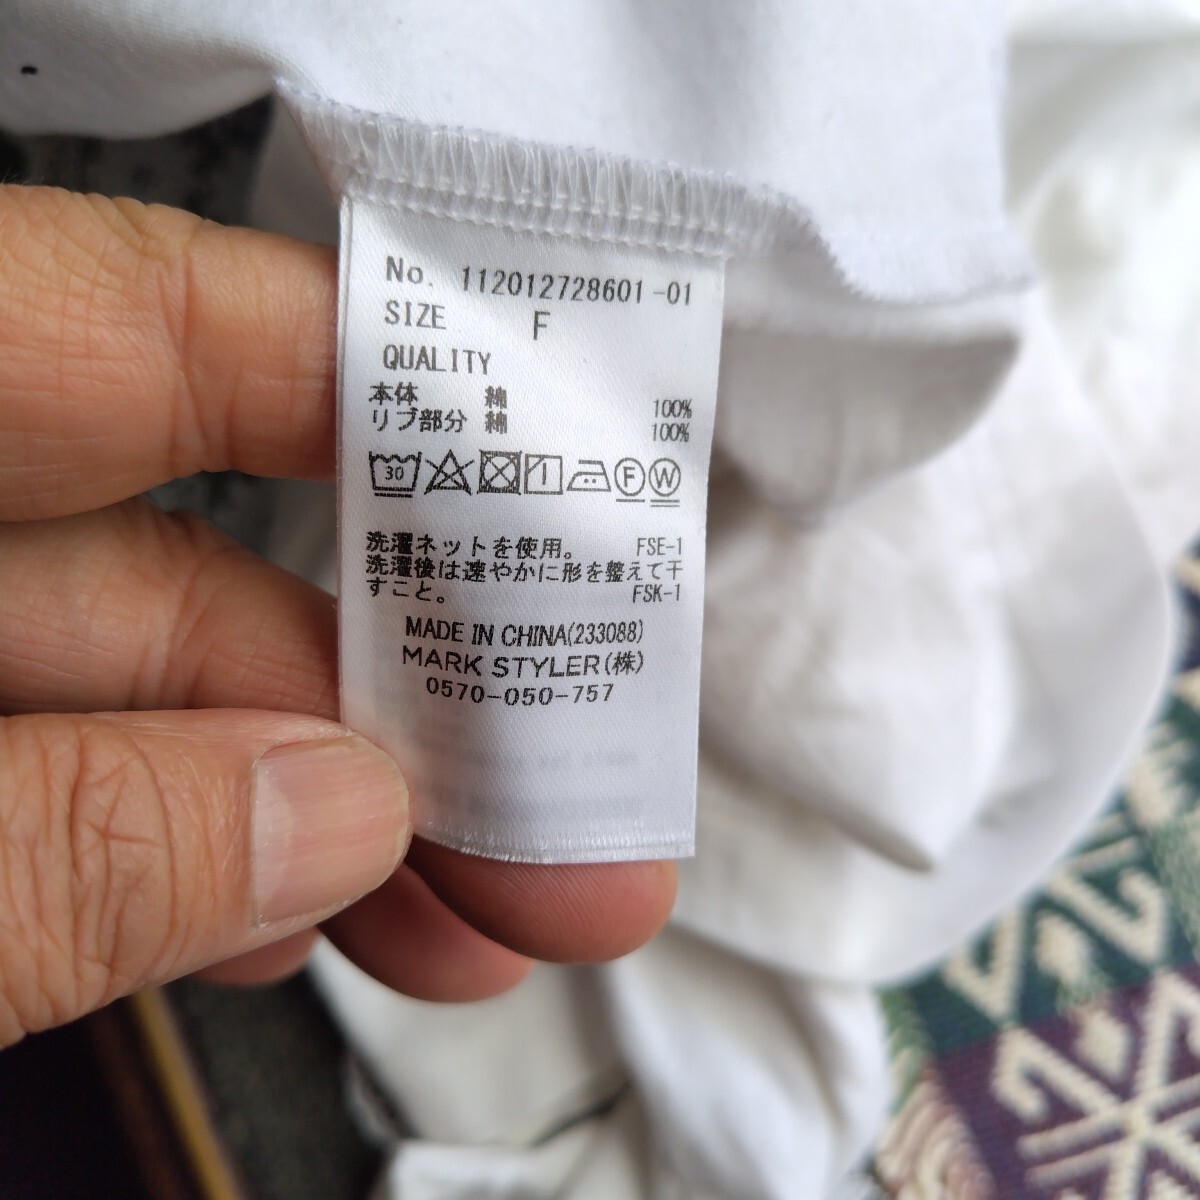 No. 112012728601-01
SIZE F
QUALITY
本体 綿 100%
リブ部分 綿 100%
30 F W
洗濯ネットを使用。 FSE-1
洗濯後は速やかに形を整えて干
すこと。 FSK-1
MADE IN CHINA(233088)
MARK STYLER(株)
0570-050-757